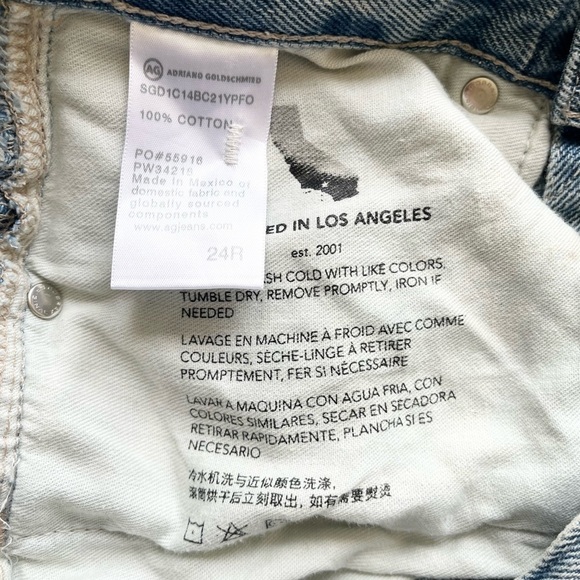 AG ADRIANO GOLDSCHMIED
SGD1C14BC21YPFO
100% COTTON
PO#55916
PW34215
Made in Mexico of
domestic fabric and
globally sourced
components
www.agjeans.com
24R
ED IN LOS ANGELES
est. 2001
SH COLD WITH LIKE COLORS,
TUMBLE DRY, REMOVE PROMPTLY, IRON IF
NEEDED
LAVAGE EN MACHINE À FROID AVEC COMME
COULEURS, SÈCHE-LINGE À RETIRER
PROMPTEMENT, FER SI NÉCESSAIRE
LAVAR A MAQUINA CON AGUA FRIA, CON
COLORES SIMILARES, SECAR EN SECADORA
RETIRAR RAPIDAMENTE, PLANCHA SI ES
NECESARIO
冷水机洗与近似颜色洗涤,
滚筒烘干后立刻取出, 如有需要熨烫